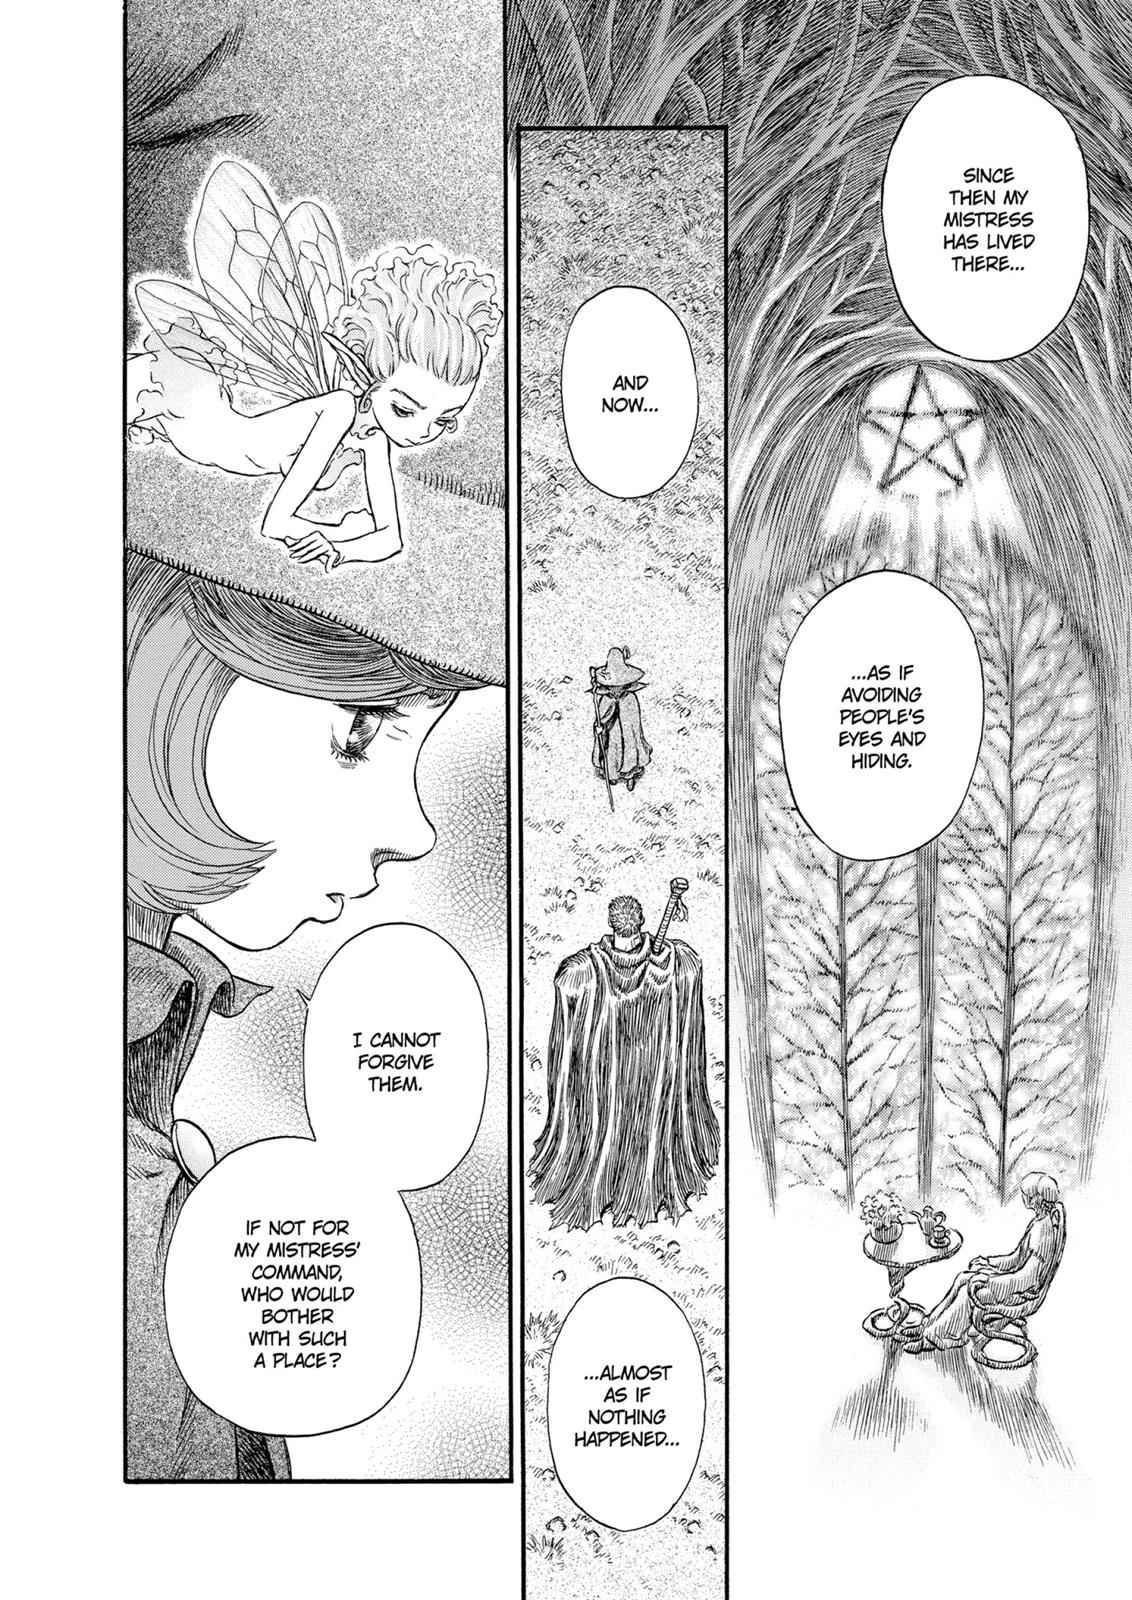 SINCE
THEN MY
MISTRESS
HAS LIVED
THERE...
...AS IF
AVOIDING
PEOPLE'S
EYES AND
HIDING.
AND
NOW...
...ALMOST
AS IF
NOTHING
HAPPENED...
I CANNOT
FORGIVE
THEM.
IF NOT FOR
MY MISTRESS'
COMMAND,
WHO WOULD
BOTHER
WITH SUCH
A PLACE?